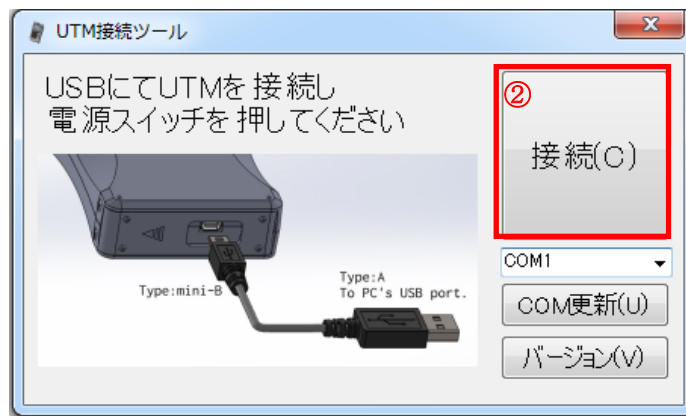 UTM接続ツール
USBにてUTMを接続し
電源スイッチを押してください
②
接続(C)
COM1
COM更新(U)
バージョン(V)
Type:mini-B
Type:A
To PC's USB port.